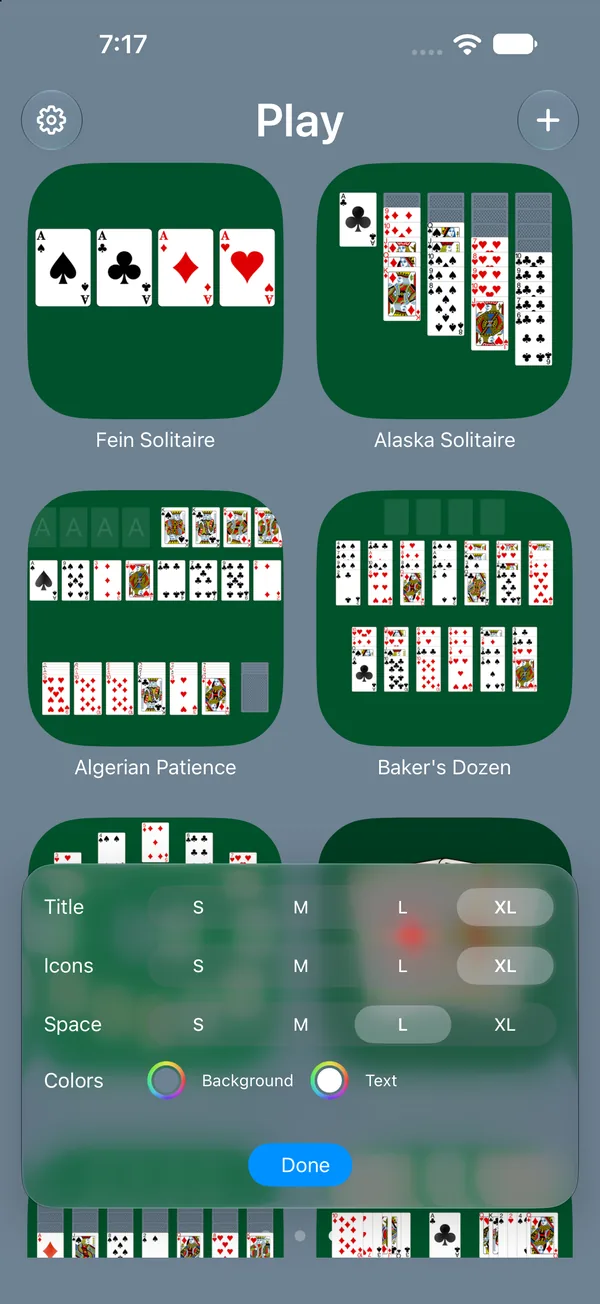 7:17
Play
Fein Solitaire
Alaska Solitaire
Algerian Patience
Baker's Dozen
Title S M L XL
Icons S M L XL
Space S M L XL
Colors Background Text
Done